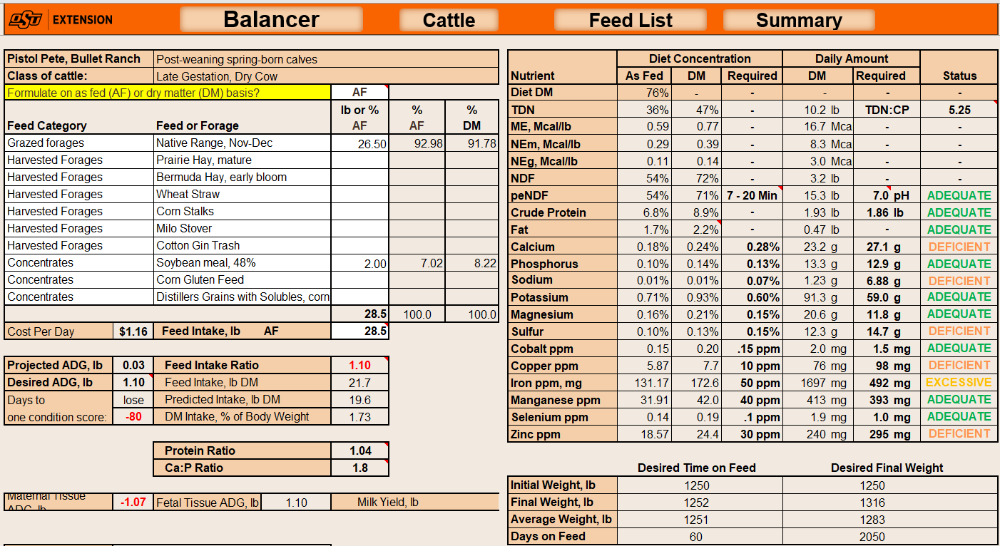 OSU EXTENSION Balancer Cattle Feed List Summary
Pistol Pete, Bullet Ranch Post-weaning spring-born calves
Class of cattle: Late Gestation, Dry Cow
Formulate on as fed (AF) or dry matter (DM) basis? AF
lb or % % %
Feed Category Feed or Forage AF AF DM
Grazed forages Native Range, Nov-Dec 26.50 92.98 91.78
Harvested Forages Prairie Hay, mature
Harvested Forages Bermuda Hay, early bloom
Harvested Forages Wheat Straw
Harvested Forages Corn Stalks
Harvested Forages Milo Stover
Harvested Forages Cotton Gin Trash
Concentrates Soybean meal, 48% 2.00 7.02 8.22
Concentrates Corn Gluten Feed
Concentrates Distillers Grains with Solubles, corn
28.5 100.0 100.0
Cost Per Day $1.16 Feed Intake, lb AF 28.5
Projected ADG, lb 0.03 Feed Intake Ratio 1.10
Desired ADG, lb 1.10 Feed Intake, lb DM 21.7
Days to lose Predicted Intake, lb DM 19.6
one condition score: -80 DM Intake, % of Body Weight 1.73
Protein Ratio 1.04
Ca:P Ratio 1.8
Maternal Tissue
ADG, lb -1.07 Fetal Tissue ADG, lb 1.10 Milk Yield, lb
Diet Concentration Daily Amount
Nutrient As Fed DM Required DM Required Status
Diet DM 76% - - - - -
TDN 36% 47% - 10.2 lb TDN:CP 5.25
ME, Mcal/lb 0.59 0.77 - 16.7 Mca - -
NEm, Mcal/lb 0.29 0.39 - 8.3 Mca - -
NEg, Mcal/lb 0.11 0.14 - 3.0 Mca - -
NDF 54% 72% - 3.2 lb - -
peNDF 54% 71% 7 - 20 Min 15.3 lb 7.0 pH ADEQUATE
Crude Protein 6.8% 8.9% - 1.93 lb 1.86 lb ADEQUATE
Fat 1.7% 2.2% - 0.47 lb - ADEQUATE
Calcium 0.18% 0.24% 0.28% 23.2 g 27.1 g DEFICIENT
Phosphorus 0.10% 0.14% 0.13% 13.3 g 12.9 g ADEQUATE
Sodium 0.01% 0.01% 0.07% 1.23 g 6.88 g DEFICIENT
Potassium 0.71% 0.93% 0.60% 91.3 g 59.0 g ADEQUATE
Magnesium 0.16% 0.21% 0.15% 20.6 g 11.8 g ADEQUATE
Sulfur 0.10% 0.13% 0.15% 12.3 g 14.7 g DEFICIENT
Cobalt ppm 0.15 0.20 .15 ppm 2.0 mg 1.5 mg ADEQUATE
Copper ppm 5.87 7.7 10 ppm 76 mg 98 mg DEFICIENT
Iron ppm, mg 131.17 172.6 50 ppm 1697 mg 492 mg EXCESSIVE
Manganese ppm 31.91 42.0 40 ppm 413 mg 393 mg ADEQUATE
Selenium ppm 0.14 0.19 .1 ppm 1.9 mg 1.0 mg ADEQUATE
Zinc ppm 18.57 24.4 30 ppm 240 mg 295 mg DEFICIENT
Desired Time on Feed Desired Final Weight
Initial Weight, lb 1250 1250
Final Weight, lb 1252 1316
Average Weight, lb 1251 1283
Days on Feed 60 2050